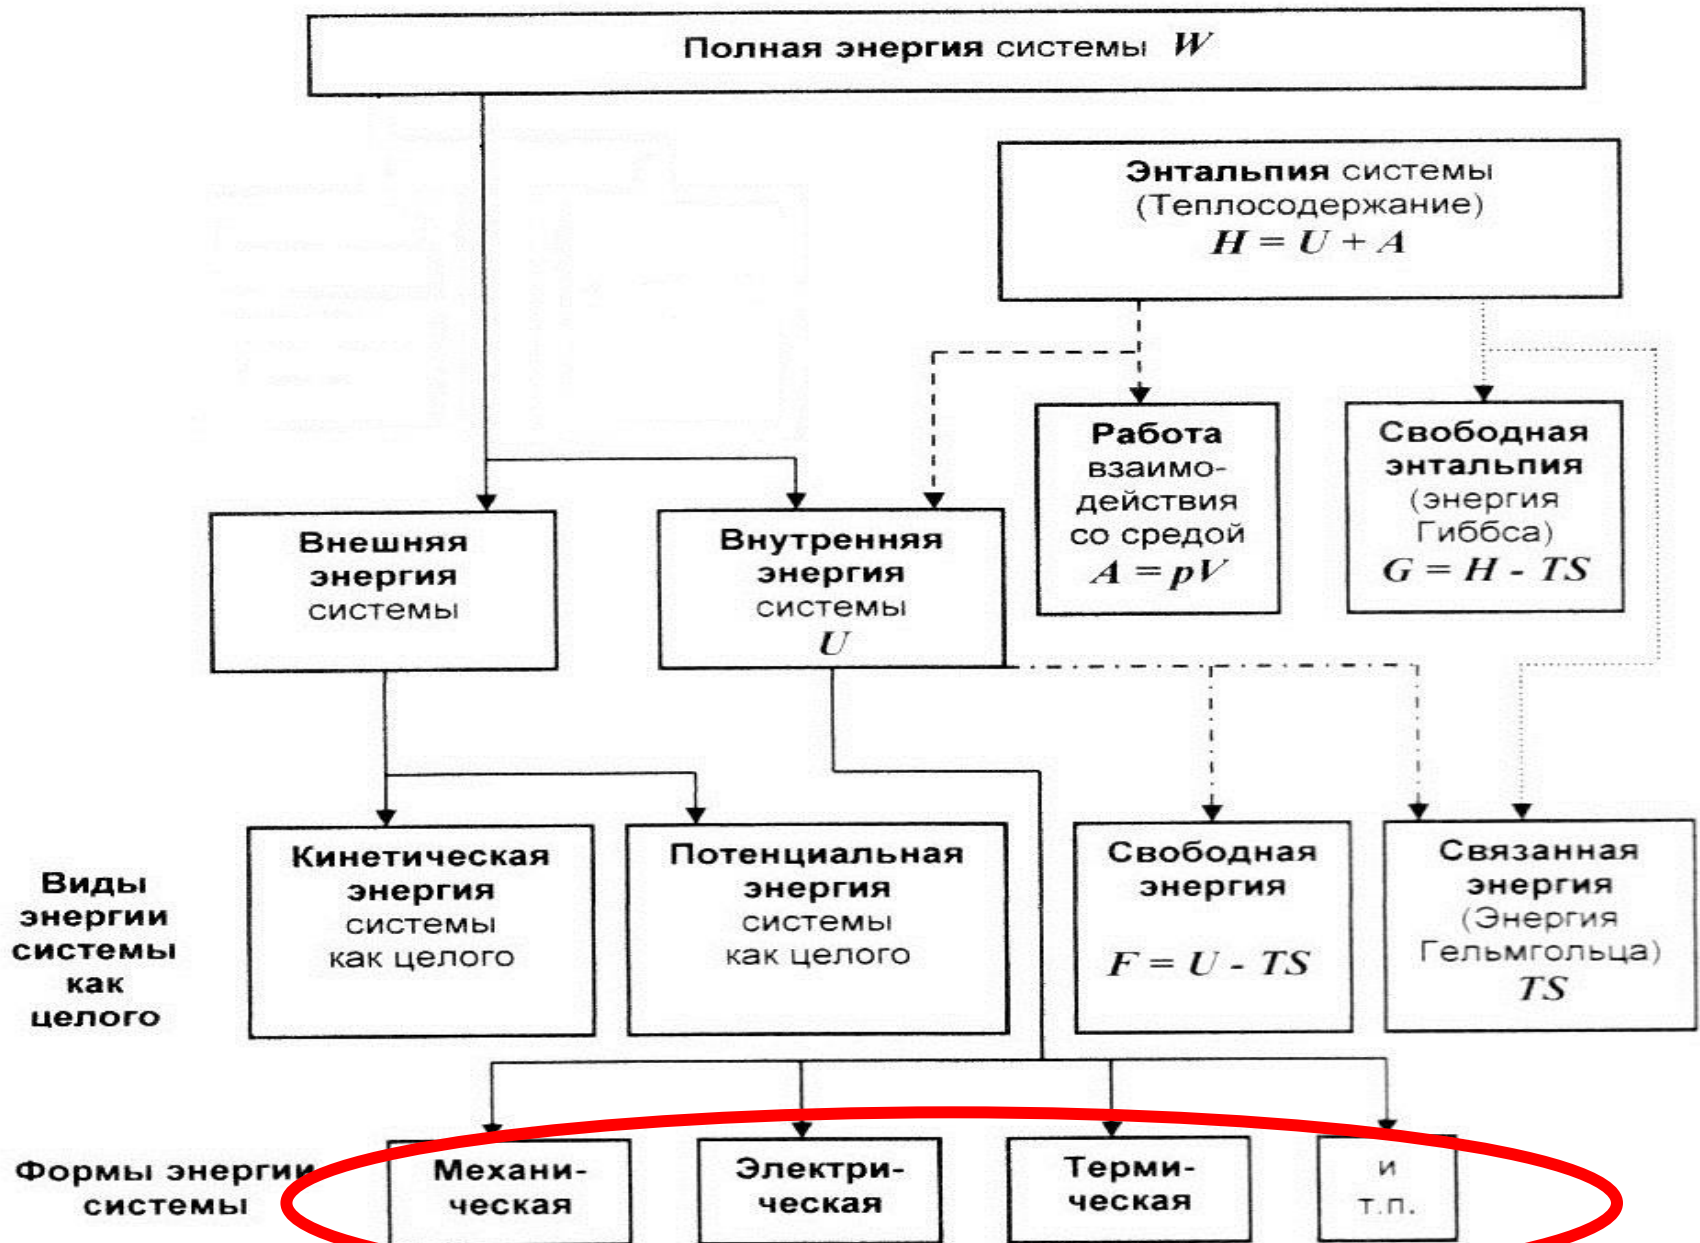 Полная энергия системы W
Энтальпия системы
(Теплосодержание)
H = U + A
Работа
взаимо-
действия
со средой
A = pV
Свободная
энтальпия
(энергия
Гиббса)
G = H - TS
Внешняя
энергия
системы
Внутренняя
энергия
системы
U
Виды
энергии
системы
как
целого
Кинетическая
энергия
системы
как целого
Потенциальная
энергия
системы
как целого
Свободная
энергия
F = U - TS
Связанная
энергия
(Энергия
Гельмгольца)
TS
Формы энергии
системы
Механи-
ческая
Электри-
ческая
Терми-
ческая
и
т.п.